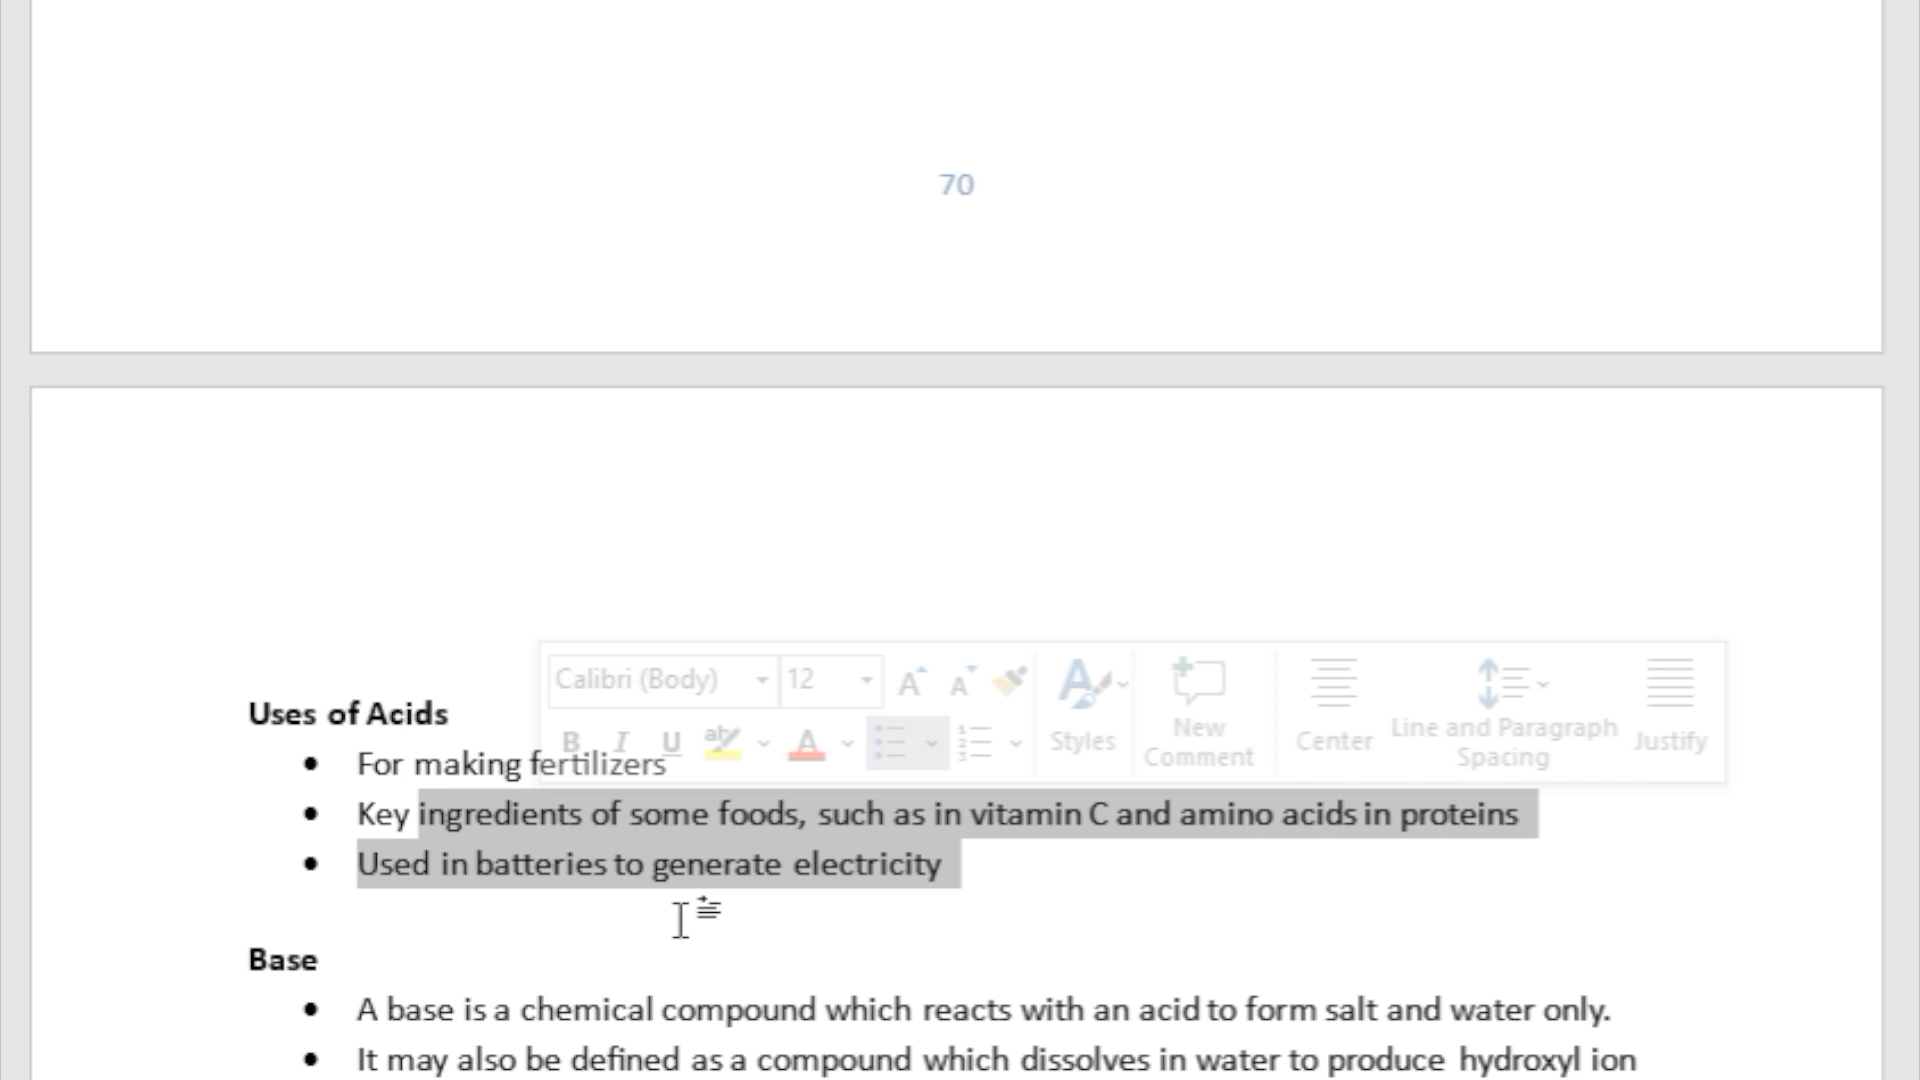 70
Calibri (Body) 12
Uses of Acids
B I U ab A Styles New Comment Center Line and Paragraph Spacing Justify
• For making fertilizers
• Key ingredients of some foods, such as in vitamin C and amino acids in proteins
• Used in batteries to generate electricity
Base
• A base is a chemical compound which reacts with an acid to form salt and water only.
• It may also be defined as a compound which dissolves in water to produce hydroxyl ion